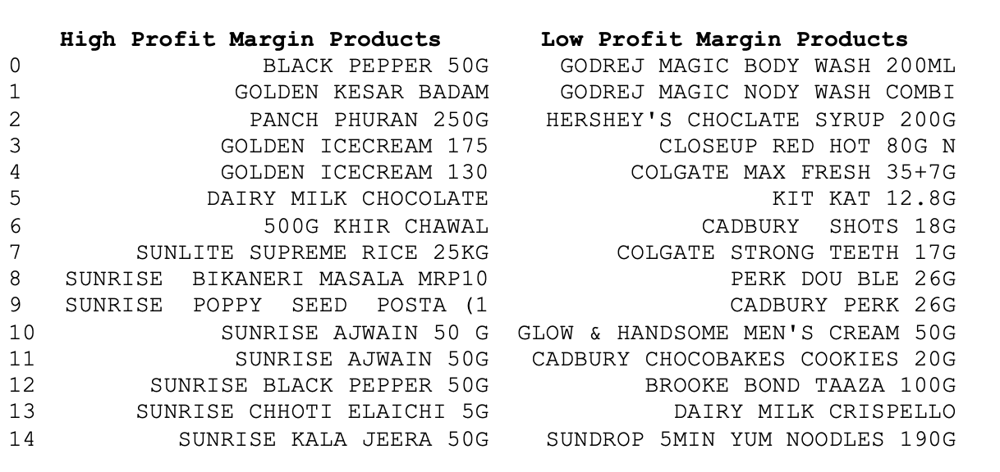 High Profit Margin Products Low Profit Margin Products
0 BLACK PEPPER 50G GODREJ MAGIC BODY WASH 200ML
1 GOLDEN KESAR BADAM GODREJ MAGIC NODY WASH COMBI
2 PANCH PHURAN 250G HERSHEY'S CHOCLATE SYRUP 200G
3 GOLDEN ICECREAM 175 CLOSEUP RED HOT 80G N
4 GOLDEN ICECREAM 130 COLGATE MAX FRESH 35+7G
5 DAIRY MILK CHOCOLATE KIT KAT 12.8G
6 500G KHIR CHAWAL CADBURY  SHOTS 18G
7 SUNLITE SUPREME RICE 25KG COLGATE STRONG TEETH 17G
8 SUNRISE  BIKANERI MASALA MRP10 PERK DOU BLE 26G
9 SUNRISE  POPPY  SEED  POSTA (1 CADBURY PERK 26G
10 SUNRISE AJWAIN 50 G GLOW & HANDSOME MEN'S CREAM 50G
11 SUNRISE AJWAIN 50G CADBURY CHOCOBAKES COOKIES 20G
12 SUNRISE BLACK PEPPER 50G BROOKE BOND TAAZA 100G
13 SUNRISE CHHOTI ELAICHI 5G DAIRY MILK CRISPELLO
14 SUNRISE KALA JEERA 50G SUNDROP 5MIN YUM NOODLES 190G